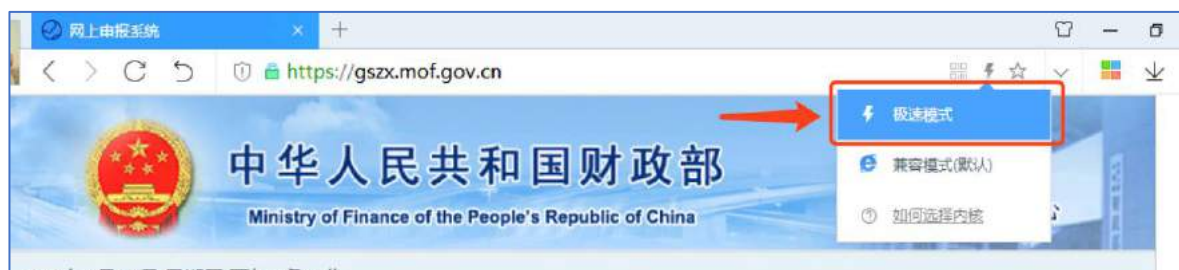 网上申报系统
https://gszx.mof.gov.cn
极速模式
中华人民共和国财政部
兼容模式(默认)
Ministry of Finance of the People's Republic of China
如何选择内核